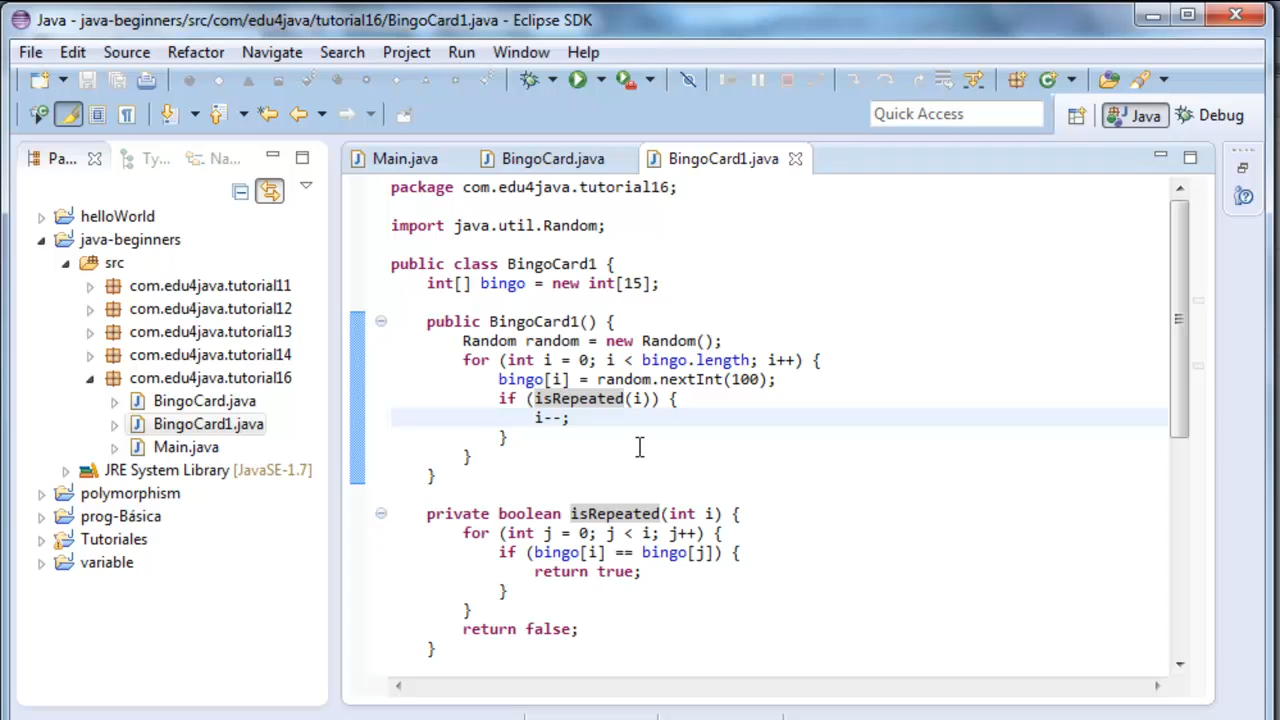 Java - java-beginners/src/com/edu4java/tutorial16/BingoCard1.java - Eclipse SDK
File Edit Source Refactor Navigate Search Project Run Window Help
Quick Access
Java
Debug
Pa...
Ty...
Na...
helloWorld
java-beginners
src
com.edu4java.tutorial11
com.edu4java.tutorial12
com.edu4java.tutorial13
com.edu4java.tutorial14
com.edu4java.tutorial16
BingoCard.java
BingoCard1.java
Main.java
JRE System Library [JavaSE-1.7]
polymorphism
prog-Básica
Tutoriales
variable
Main.java
BingoCard.java
BingoCard1.java
package com.edu4java.tutorial16;
import java.util.Random;
public class BingoCard1 {
int[] bingo = new int[15];
public BingoCard1() {
Random random = new Random();
for (int i = 0; i < bingo.length; i++) {
bingo[i] = random.nextInt(100);
if (isRepeated(i)) {
i--;
}
}
}
private boolean isRepeated(int i) {
for (int j = 0; j < i; j++) {
if (bingo[i] == bingo[j]) {
return true;
}
}
return false;
}